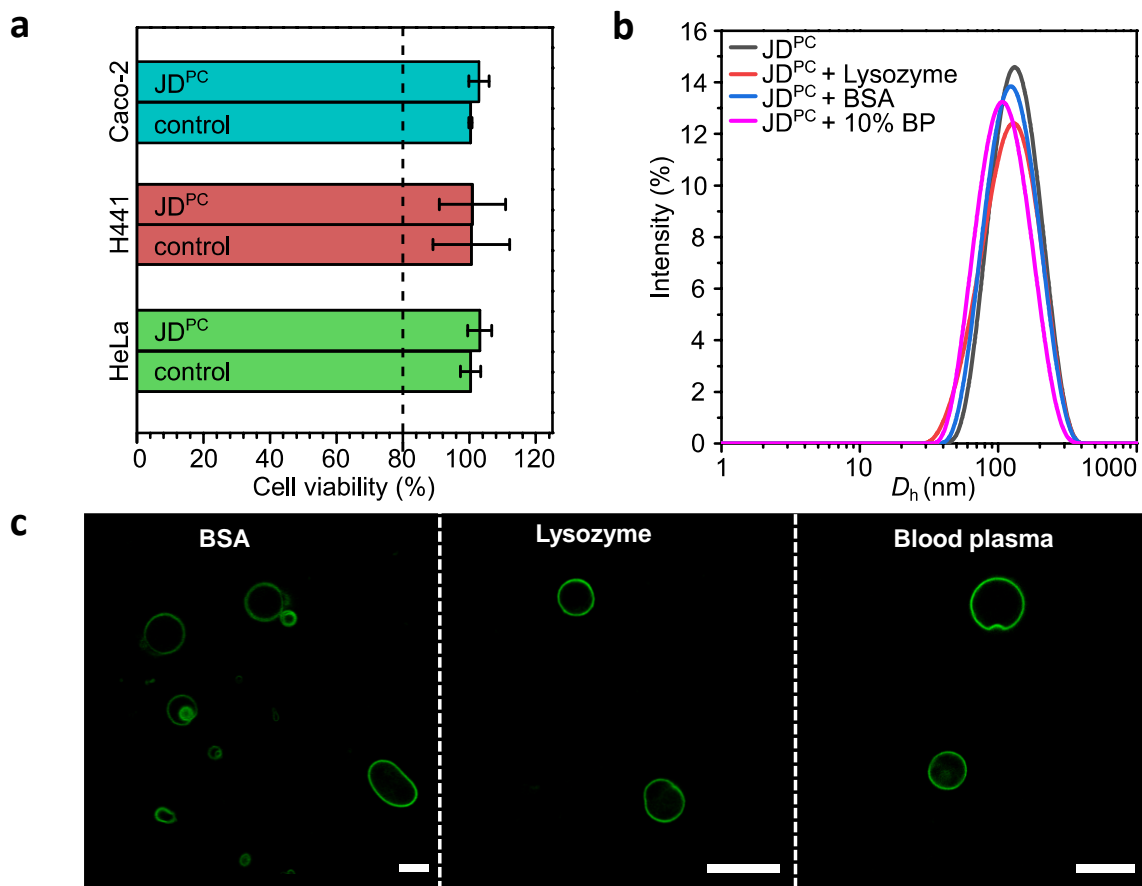 a
Caco-2
JD^PC
control
H441
JD^PC
control
HeLa
JD^PC
control
0 20 40 60 80 100 120
Cell viability (%)
b
16
14
12
10
8
6
4
2
0
Intensity (%)
JD^PC
JD^PC + Lysozyme
JD^PC + BSA
JD^PC + 10% BP
1 10 100 1000
D_h (nm)
c
BSA
Lysozyme
Blood plasma